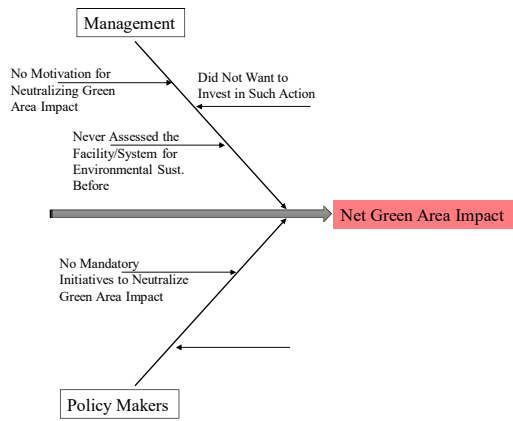 Management
No Motivation for
Neutralizing Green
Area Impact
Did Not Want to
Invest in Such Action
Never Assessed the
Facility/System for
Environmental Sust.
Before
Net Green Area Impact
No Mandatory
Initiatives to Neutralize
Green Area Impact
Policy Makers